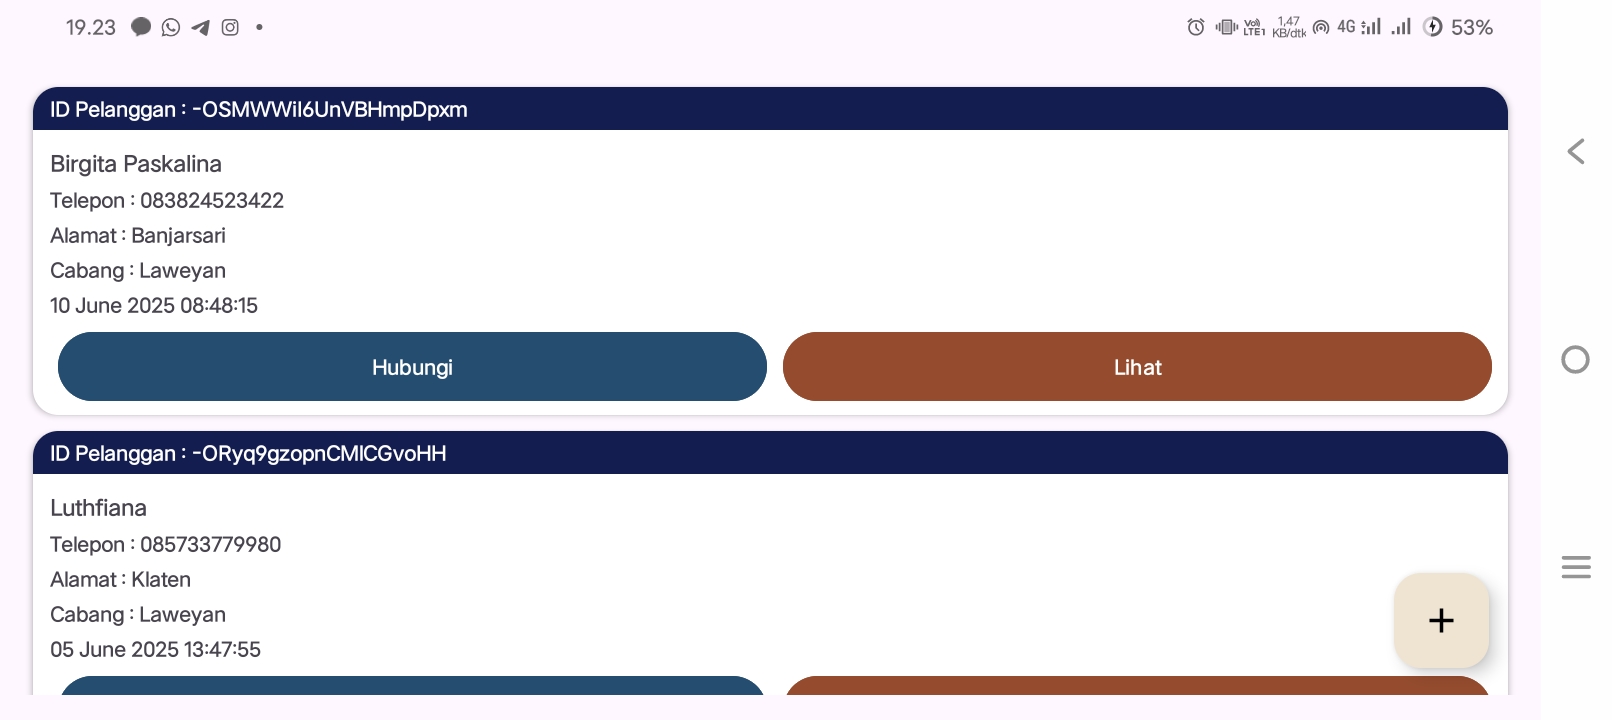 19.23
Vo) LTE1 1,47 KB/dtk 4G 53%
ID Pelanggan : -OSMWWil6UnVBHmpDpxm
Birgita Paskalina
Telepon : 083824523422
Alamat : Banjarsari
Cabang : Laweyan
10 June 2025 08:48:15
Hubungi Lihat
ID Pelanggan : -ORyq9gzopnCMICGvoHH
Luthfiana
Telepon : 085733779980
Alamat : Klaten
Cabang : Laweyan
05 June 2025 13:47:55
+